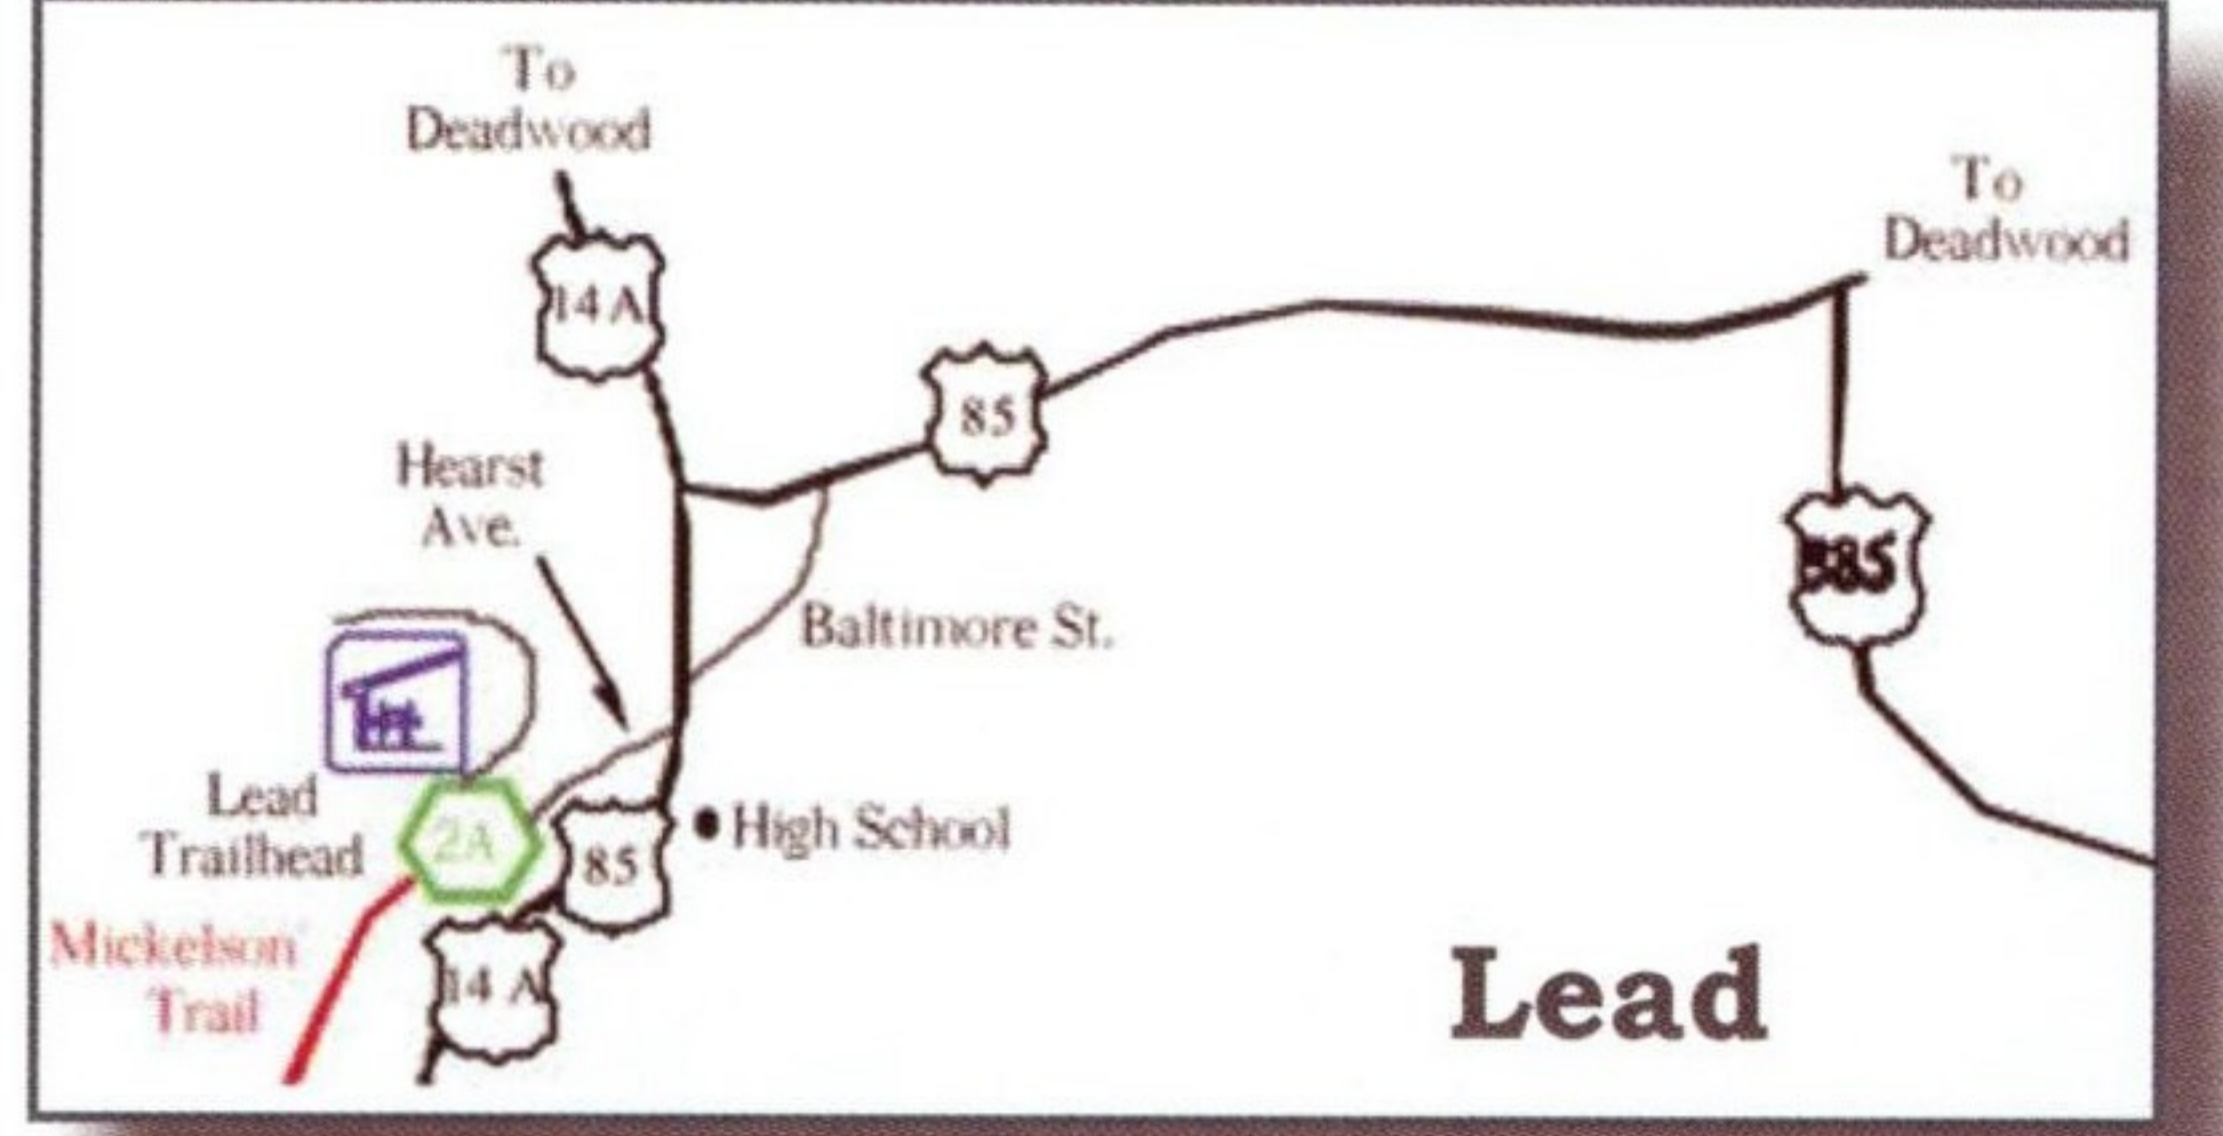 To
Deadwood
14 A
To
Deadwood
85
Hearst
Ave.
Baltimore St.
Lead
Trailhead
2A
85
High School
Mickelson
Trail
14 A
Lead